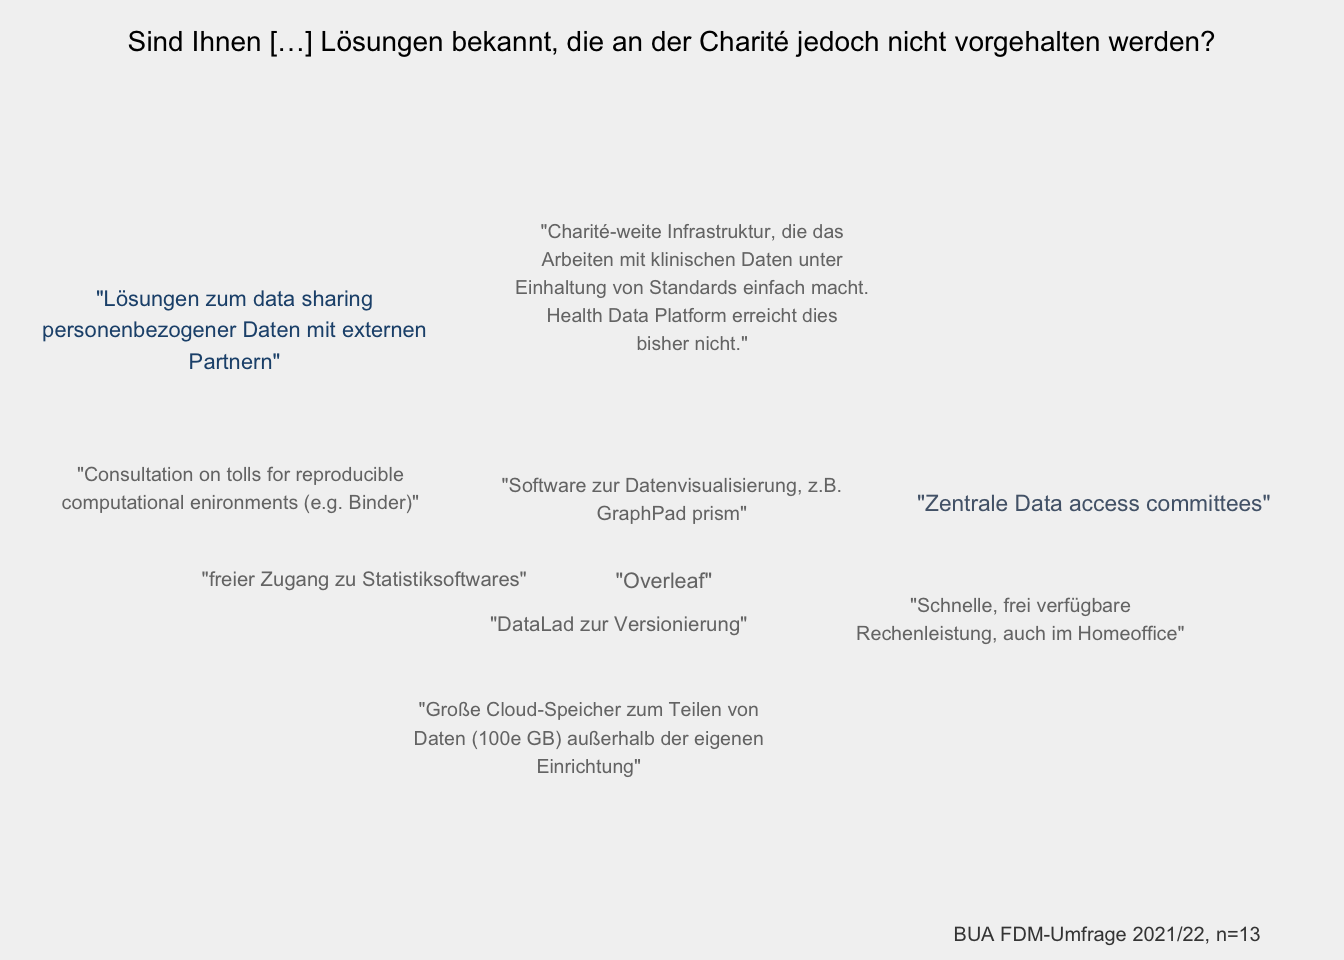 Sind Ihnen […] Lösungen bekannt, die an der Charité jedoch nicht vorgehalten werden?
"Charité-weite Infrastruktur, die das
Arbeiten mit klinischen Daten unter
Einhaltung von Standards einfach macht.
Health Data Platform erreicht dies
bisher nicht."
"Lösungen zum data sharing
personenbezogener Daten mit externen
Partnern"
"Consultation on tolls for reproducible
computational enironments (e.g. Binder)"
"Software zur Datenvisualisierung, z.B.
GraphPad prism"
"Zentrale Data access committees"
"freier Zugang zu Statistiksoftwares"
"Overleaf"
"DataLad zur Versionierung"
"Schnelle, frei verfügbare
Rechenleistung, auch im Homeoffice"
"Große Cloud-Speicher zum Teilen von
Daten (100e GB) außerhalb der eigenen
Einrichtung"
BUA FDM-Umfrage 2021/22, n=13